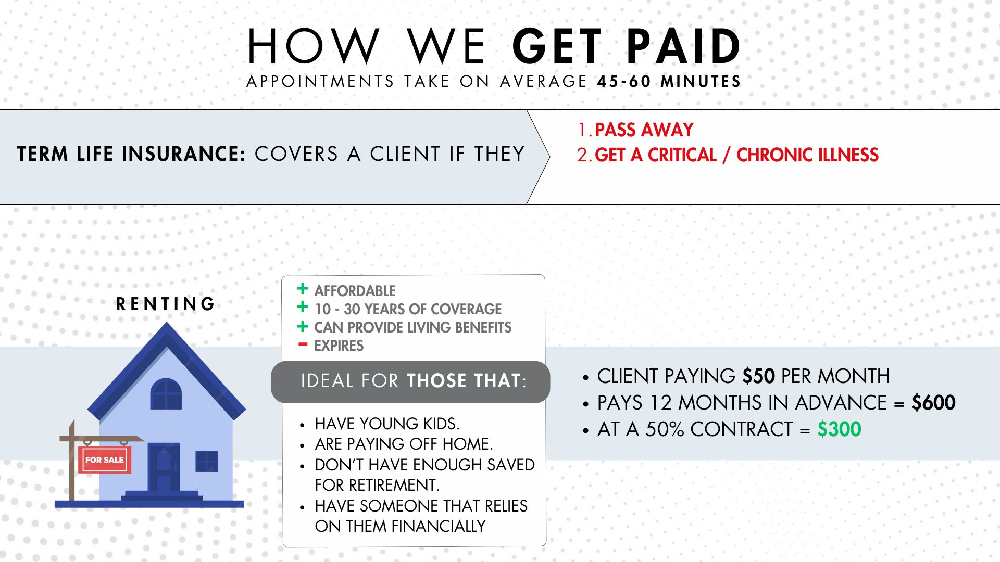 HOW WE GET PAID
APPOINTMENTS TAKE ON AVERAGE 45-60 MINUTES
TERM LIFE INSURANCE: COVERS A CLIENT IF THEY
1. PASS AWAY
2. GET A CRITICAL / CHRONIC ILLNESS
RENTING
FOR SALE
+ AFFORDABLE
+ 10 - 30 YEARS OF COVERAGE
+ CAN PROVIDE LIVING BENEFITS
- EXPIRES
IDEAL FOR THOSE THAT:
• HAVE YOUNG KIDS.
• ARE PAYING OFF HOME.
• DON'T HAVE ENOUGH SAVED
FOR RETIREMENT.
• HAVE SOMEONE THAT RELIES
ON THEM FINANCIALLY
• CLIENT PAYING $50 PER MONTH
• PAYS 12 MONTHS IN ADVANCE = $600
• AT A 50% CONTRACT = $300